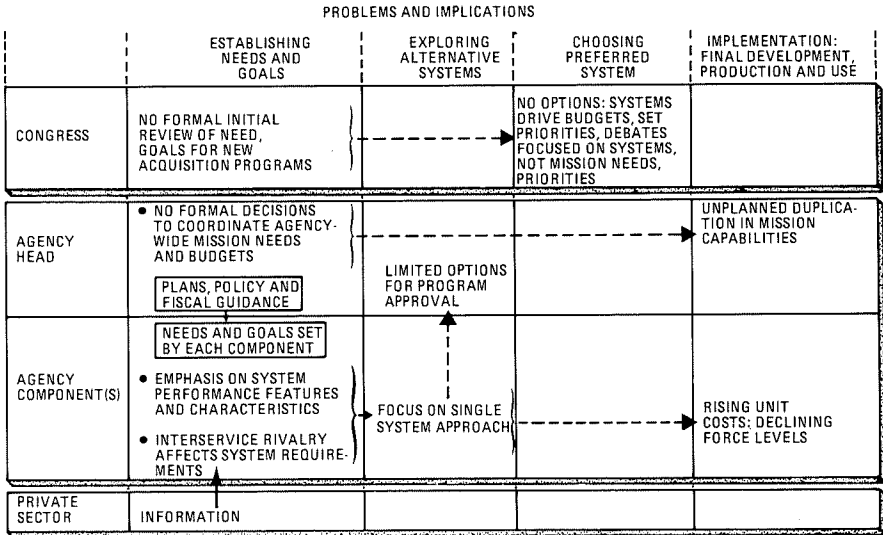 PROBLEMS AND IMPLICATIONS
ESTABLISHING
NEEDS AND
GOALS
EXPLORING
ALTERNATIVE
SYSTEMS
CHOOSING
PREFERRED
SYSTEM
IMPLEMENTATION:
FINAL DEVELOPMENT,
PRODUCTION AND USE
CONGRESS
NO FORMAL INITIAL
REVIEW OF NEED,
GOALS FOR NEW
ACQUISITION PROGRAMS
NO OPTIONS: SYSTEMS
DRIVE BUDGETS, SET
PRIORITIES, DEBATES
FOCUSED ON SYSTEMS,
NOT MISSION NEEDS,
PRIORITIES
AGENCY
HEAD
• NO FORMAL DECISIONS
TO COORDINATE AGENCY-
WIDE MISSION NEEDS
AND BUDGETS
PLANS, POLICY AND
FISCAL GUIDANCE
LIMITED OPTIONS
FOR PROGRAM
APPROVAL
UNPLANNED DUPLICA-
TION IN MISSION
CAPABILITIES
AGENCY
COMPONENT(S)
NEEDS AND GOALS SET
BY EACH COMPONENT
• EMPHASIS ON SYSTEM
PERFORMANCE FEATURES
AND CHARACTERISTICS
• INTERSERVICE RIVALRY
AFFECTS SYSTEM REQUIRE-
MENTS
FOCUS ON SINGLE
SYSTEM APPROACH
RISING UNIT
COSTS: DECLINING
FORCE LEVELS
PRIVATE
SECTOR
INFORMATION